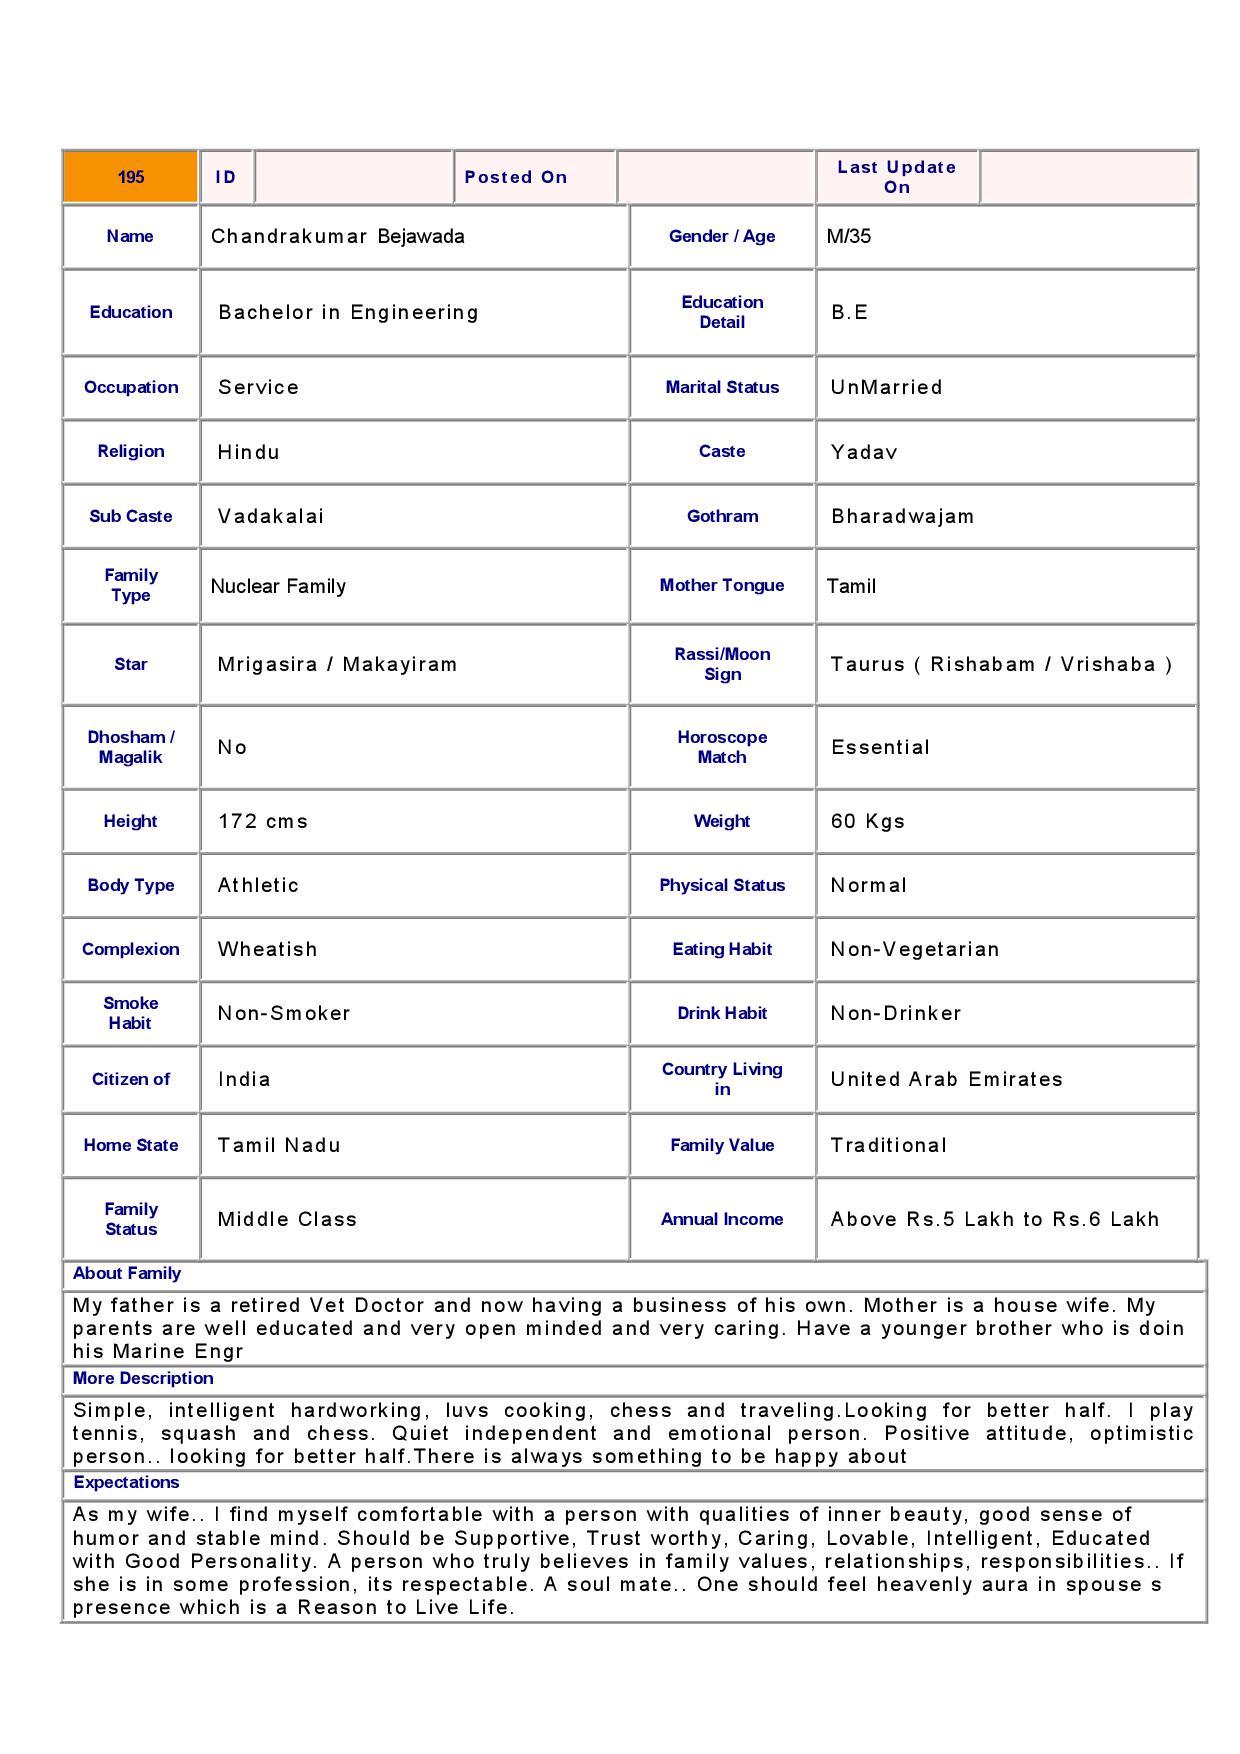 195 ID Posted On Last Update
On
Name Chandrakumar Bejawada Gender / Age M/35
Education Bachelor in Engineering Education
Detail B.E
Occupation Service Marital Status UnMarried
Religion Hindu Caste Yadav
Sub Caste Vadakalai Gothram Bharadwajam
Family
Type Nuclear Family Mother Tongue Tamil
Star Mrigasira / Makayiram Rassi/Moon
Sign Taurus ( Rishabam / Vrishaba )
Dhosham /
Magalik No Horoscope
Match Essential
Height 172 cms Weight 60 Kgs
Body Type Athletic Physical Status Normal
Complexion Wheatish Eating Habit Non-Vegetarian
Smoke
Habit Non-Smoker Drink Habit Non-Drinker
Citizen of India Country Living
in United Arab Emirates
Home State Tamil Nadu Family Value Traditional
Family
Status Middle Class Annual Income Above Rs.5 Lakh to Rs.6 Lakh
About Family
My father is a retired Vet Doctor and now having a business of his own. Mother is a house wife. My
parents are well educated and very open minded and very caring. Have a younger brother who is doin
his Marine Engr
More Description
Simple, intelligent hardworking, luvs cooking, chess and traveling.Looking for better half. I play
tennis, squash and chess. Quiet independent and emotional person. Positive attitude, optimistic
person.. looking for better half.There is always something to be happy about
Expectations
As my wife.. I find myself comfortable with a person with qualities of inner beauty, good sense of
humor and stable mind. Should be Supportive, Trust worthy, Caring, Lovable, Intelligent, Educated
with Good Personality. A person who truly believes in family values, relationships, responsibilities.. If
she is in some profession, its respectable. A soul mate.. One should feel heavenly aura in spouse s
presence which is a Reason to Live Life.